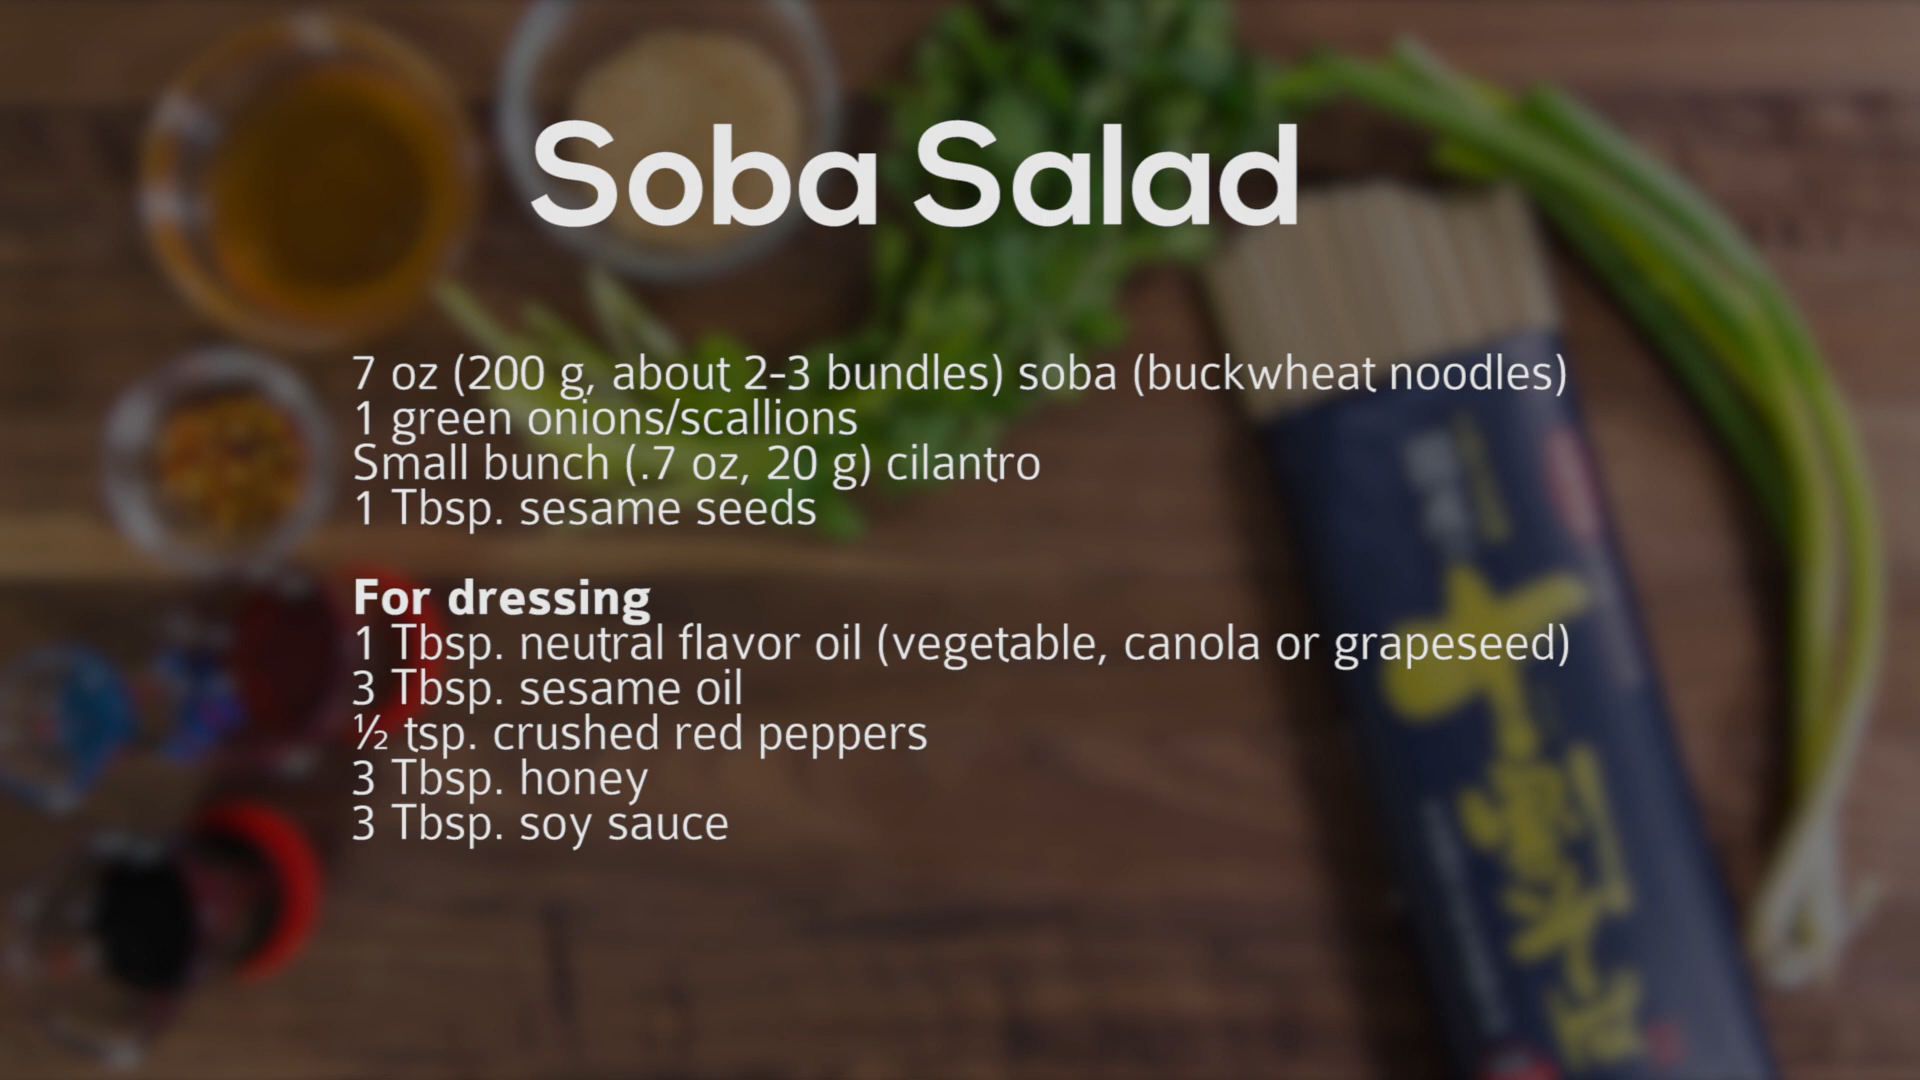 Soba Salad
7 oz (200 g, about 2-3 bundles) soba (buckwheat noodles)
1 green onions/scallions
Small bunch (.7 oz, 20 g) cilantro
1 Tbsp. sesame seeds
For dressing
1 Tbsp. neutral flavor oil (vegetable, canola or grapeseed)
3 Tbsp. sesame oil
½ tsp. crushed red peppers
3 Tbsp. honey
3 Tbsp. soy sauce